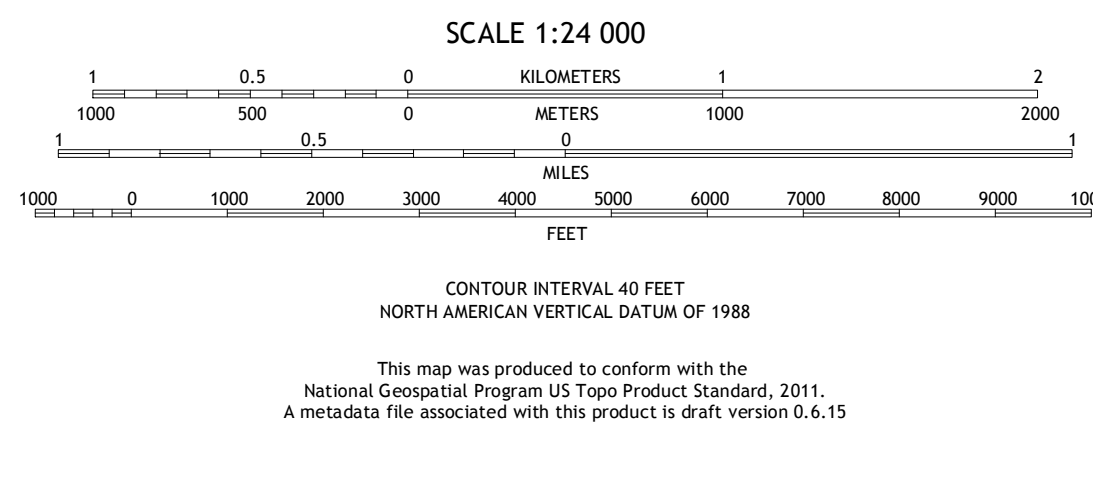 SCALE 1:24 000
1 0.5 0 KILOMETERS 1 2
1000 500 0 METERS 1000 2000
1 0.5 0 1
MILES
1000 0 1000 2000 3000 4000 5000 6000 7000 8000 9000
FEET
CONTOUR INTERVAL 40 FEET
NORTH AMERICAN VERTICAL DATUM OF 1988
This map was produced to conform with the
National Geospatial Program US Topo Product Standard, 2011.
A metadata file associated with this product is draft version 0.6.15